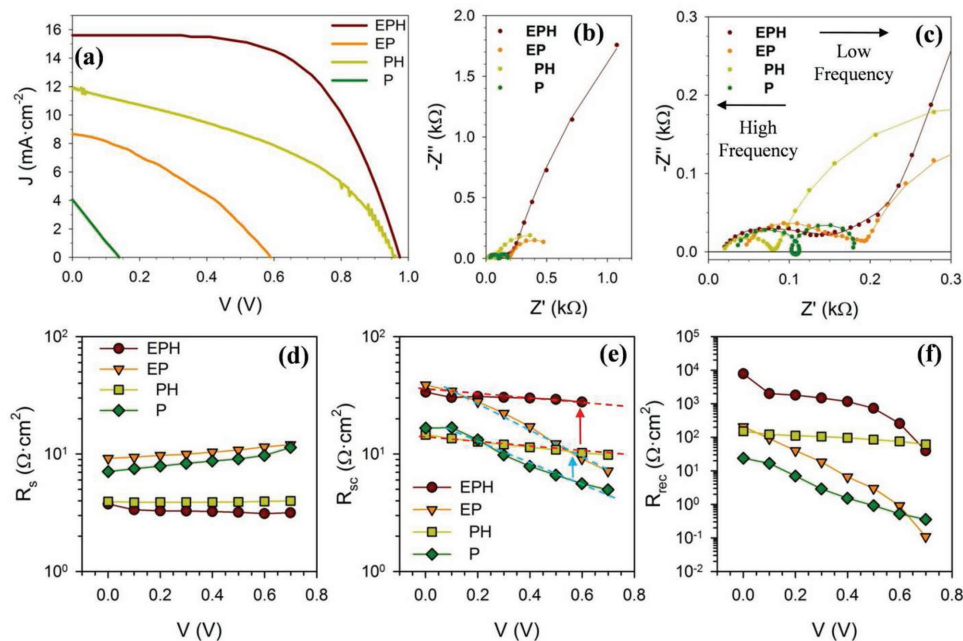 (a)
EPH
EP
PH
P
16
14
12
10
8
6
4
2
0
J (mA·cm⁻²)
0.0 0.2 0.4 0.6 0.8 1.0
V (V)
(b)
EPH
EP
PH
P
2.0
1.5
1.0
0.5
0.0
-Z'' (kΩ)
0.0 0.5 1.0
Z' (kΩ)
(c)
EPH
EP
PH
P
Low
Frequency
High
Frequency
0.3
0.2
0.1
0.0
-Z'' (kΩ)
0.0 0.1 0.2 0.3
Z' (kΩ)
(d)
EPH
EP
PH
P
10²
10¹
10⁰
Rs (Ω·cm²)
0.0 0.2 0.4 0.6 0.8
V (V)
(e)
EPH
EP
PH
P
10²
10¹
10⁰
Rsc (Ω·cm²)
0.0 0.2 0.4 0.6 0.8
V (V)
(f)
10⁵
10⁴
10³
10²
10¹
10⁰
10⁻¹
10⁻²
Rrec (Ω·cm²)
0.0 0.2 0.4 0.6 0.8
V (V)